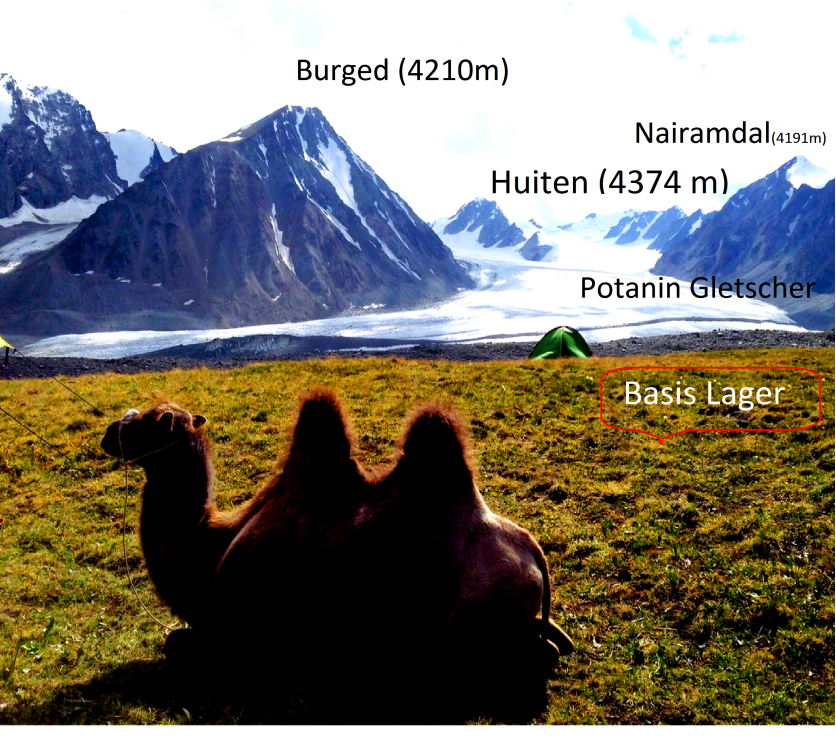 Burged (4210m)
Nairamdal(4191m)
Huiten (4374 m)
Potanin Gletscher
Basis Lager